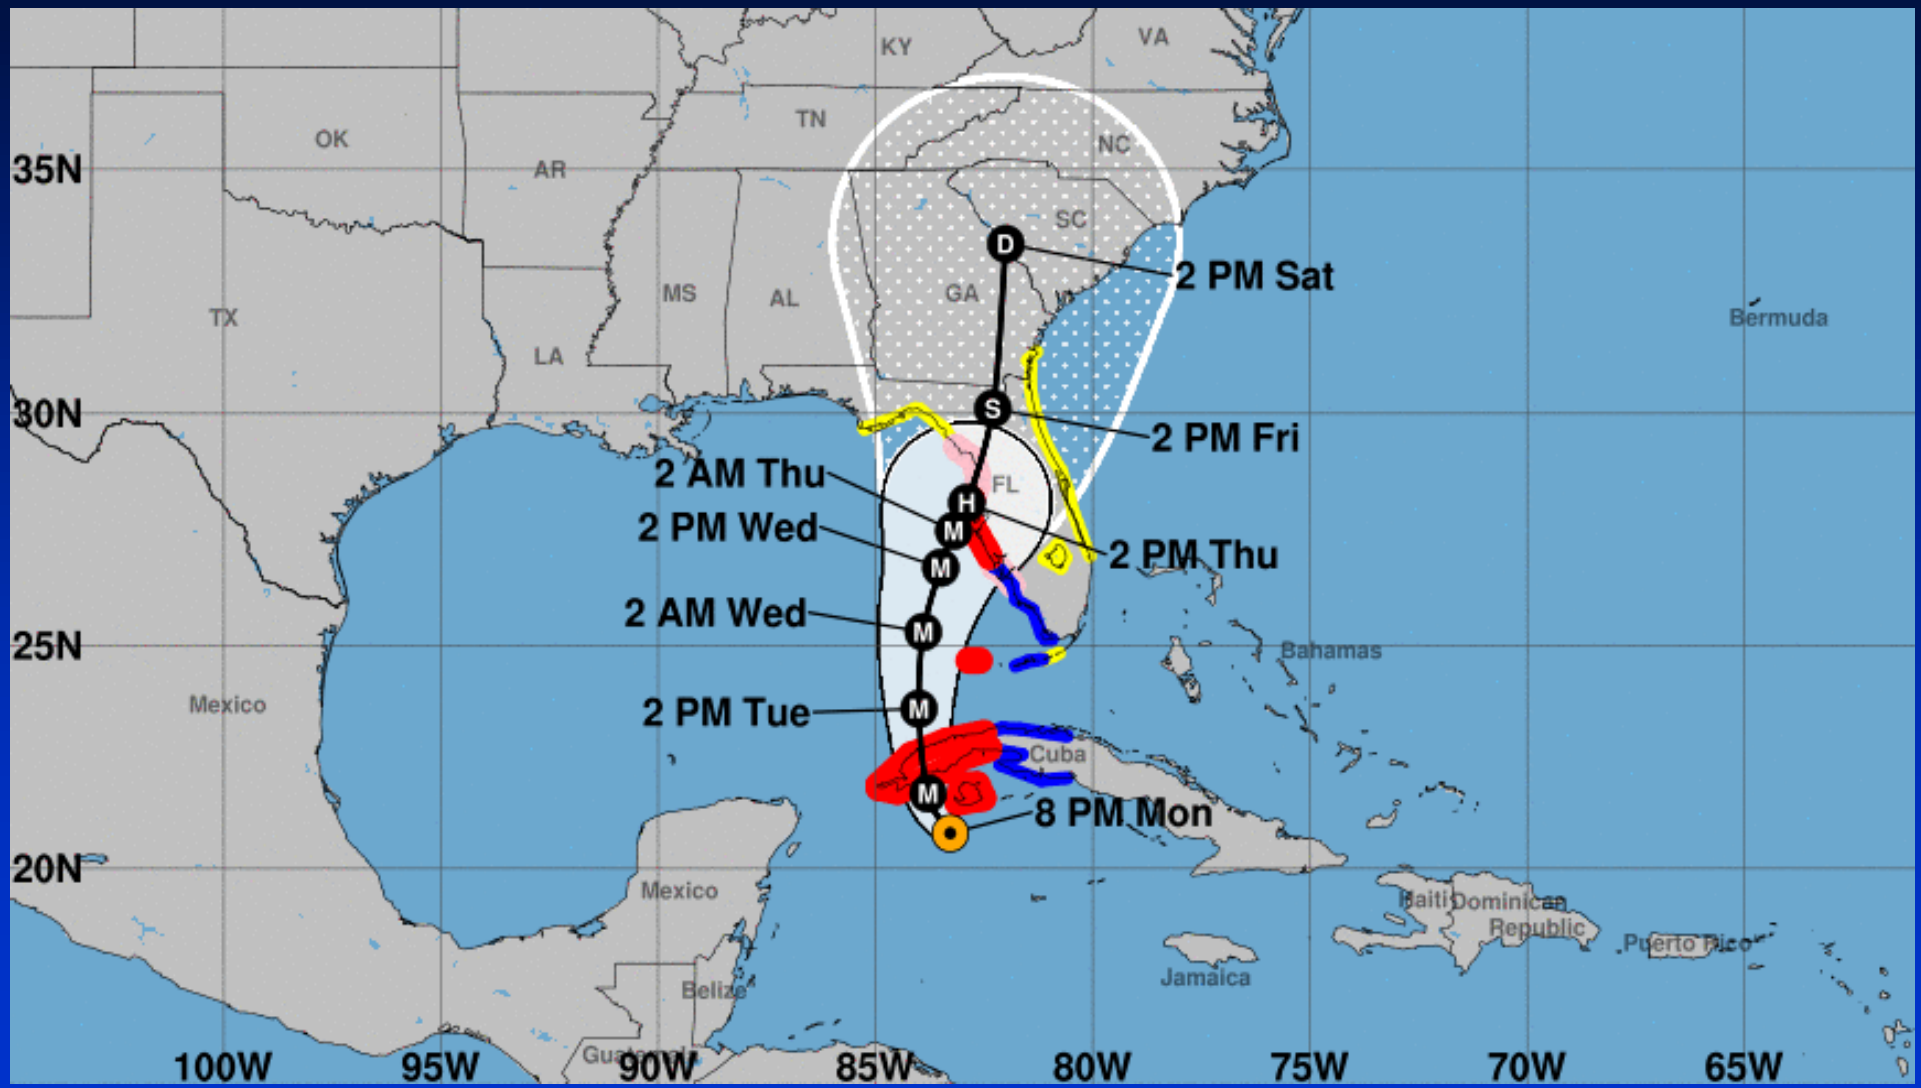 KY
VA
TN
OK
NC
AR
35N
SC
D
2 PM Sat
MS
AL
GA
TX
Bermuda
LA
30N
S
2 PM Fri
2 AM Thu
FL
H
2 PM Wed
M
2 PM Thu
M
2 AM Wed
M
25N
Bahamas
Mexico
2 PM Tue
M
Cuba
M
8 PM Mon
20N
Mexico
Haiti
Dominican
Republic
Puerto Rico
Jamaica
Belize
Guatemala
100W 95W 90W 85W 80W 75W 70W 65W